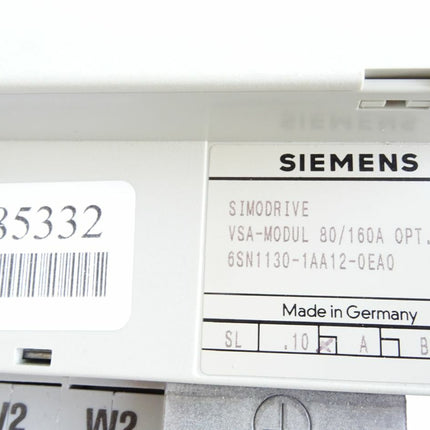 SIEMENS
SIMODRIVE
VSA-MODUL 80/160A OPT.
6SN1130-1AA12-0EA0
Made in Germany
SL .10 A B
35332
W2